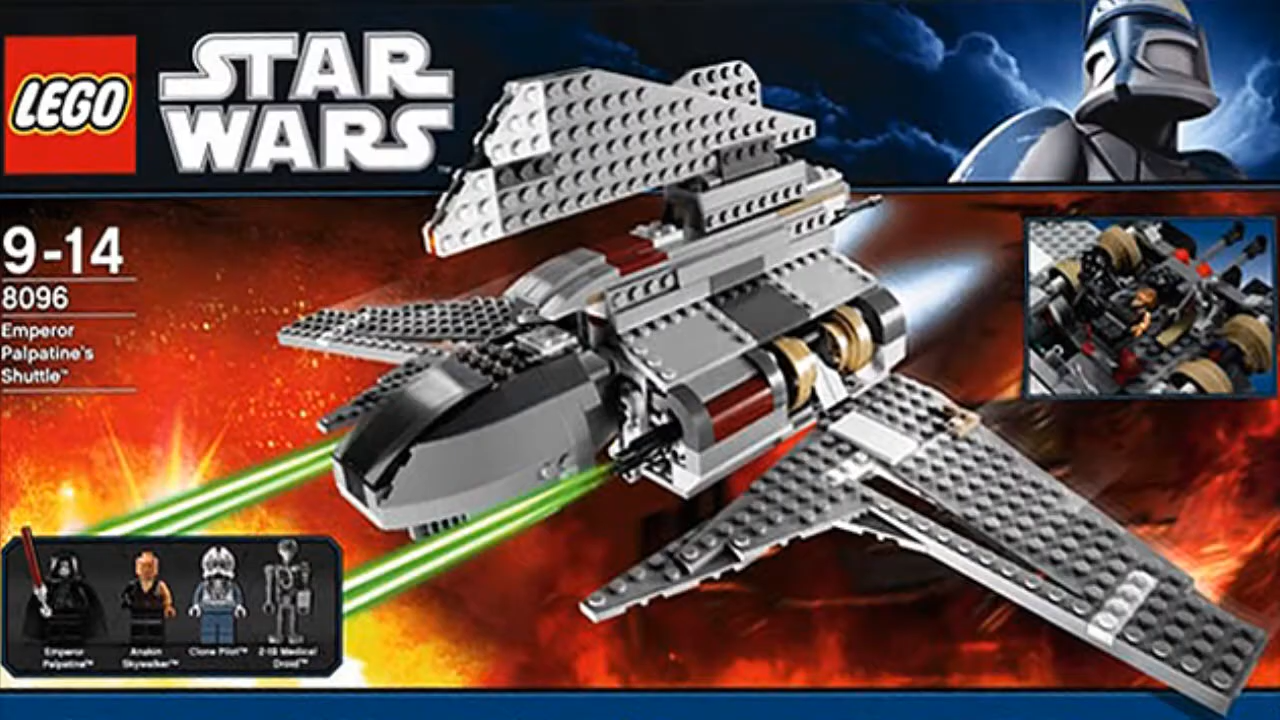 LEGO
STAR
WARS
9-14
8096
Emperor
Palpatine's
Shuttle™
Emperor
Palpatine™
Anakin
Skywalker™
Clone Pilot™
2-1B Medical
Droid™